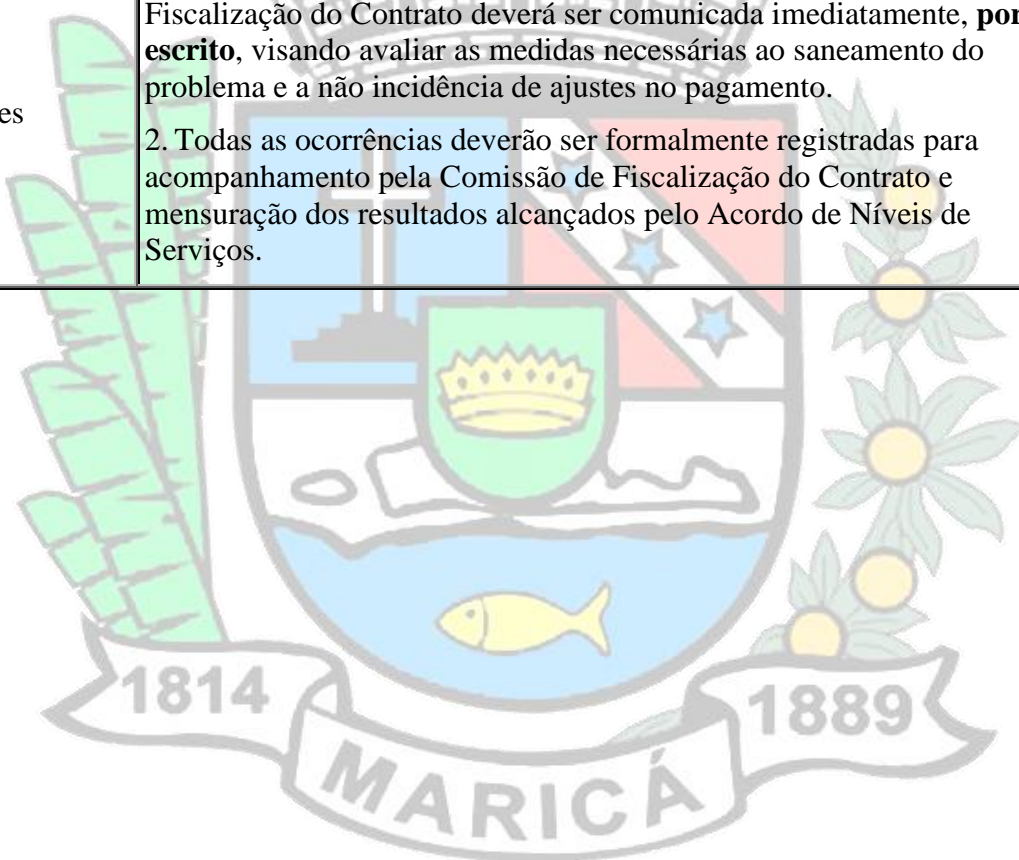 Fiscalização do Contrato deverá ser comunicada imediatamente, por
escrito, visando avaliar as medidas necessárias ao saneamento do
problema e a não incidência de ajustes no pagamento.
es
2. Todas as ocorrências deverão ser formalmente registradas para
acompanhamento pela Comissão de Fiscalização do Contrato e
mensuração dos resultados alcançados pelo Acordo de Níveis de
Serviços.
1814
1889
MARICÁ